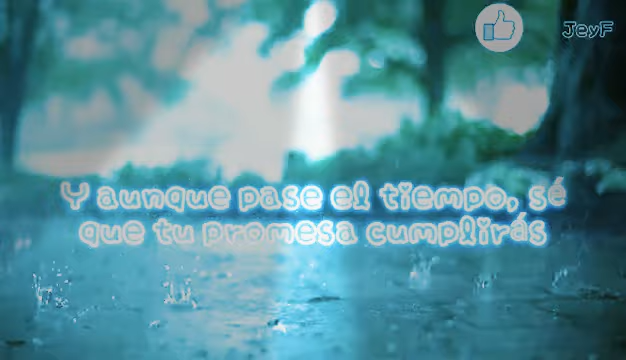 JeyF
Y aunque pase el tiempo, sé
que tu promesa cumplirás